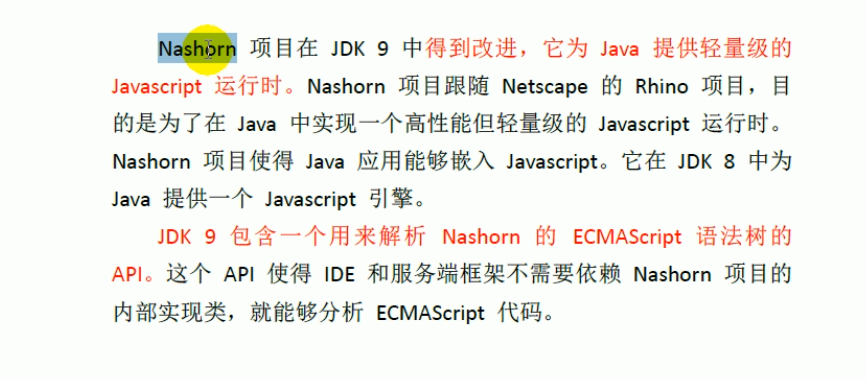 Nashorn 项目在 JDK 9 中得到改进，它为 Java 提供轻量级的
Javascript 运行时。Nashorn 项目跟随 Netscape 的 Rhino 项目，目
的是为了在 Java 中实现一个高性能但轻量级的 Javascript 运行时。
Nashorn 项目使得 Java 应用能够嵌入 Javascript。它在 JDK 8 中为
Java 提供一个 Javascript 引擎。
JDK 9 包含一个用来解析 Nashorn 的 ECMAScript 语法树的
API。这个 API 使得 IDE 和服务端框架不需要依赖 Nashorn 项目的
内部实现类，就能够分析 ECMAScript 代码。